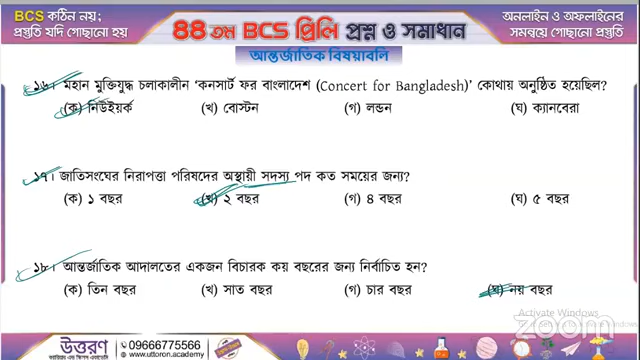 BCS কঠিন নয়;
প্রস্তুতি যদি গোছানো হয়
৪৪ তম BCS প্রিলি প্রশ্ন ও সমাধান
অনলাইন ও অফলাইনের
সমন্বয়ে গোছানো প্রস্তুতি
আন্তর্জাতিক বিষয়াবলি
১৬। মহান মুক্তিযুদ্ধ চলাকালীন ‘কনসার্ট ফর বাংলাদেশ (Concert for Bangladesh)’ কোথায় অনুষ্ঠিত হয়েছিল?
(ক) নিউইয়র্ক (খ) বোস্টন (গ) লন্ডন (ঘ) ক্যানবেরা
১৭। জাতিসংঘের নিরাপত্তা পরিষদের অস্থায়ী সদস্য পদ কত সময়ের জন্য?
(ক) ১ বছর (খ) ২ বছর (গ) ৪ বছর (ঘ) ৫ বছর
১৮। আন্তর্জাতিক আদালতের একজন বিচারক কয় বছরের জন্য নির্বাচিত হন?
(ক) তিন বছর (খ) সাত বছর (গ) চার বছর (ঘ) নয় বছর
Activate Windows
zoom
উত্তরণ
09666775566
www.uttoron.academy